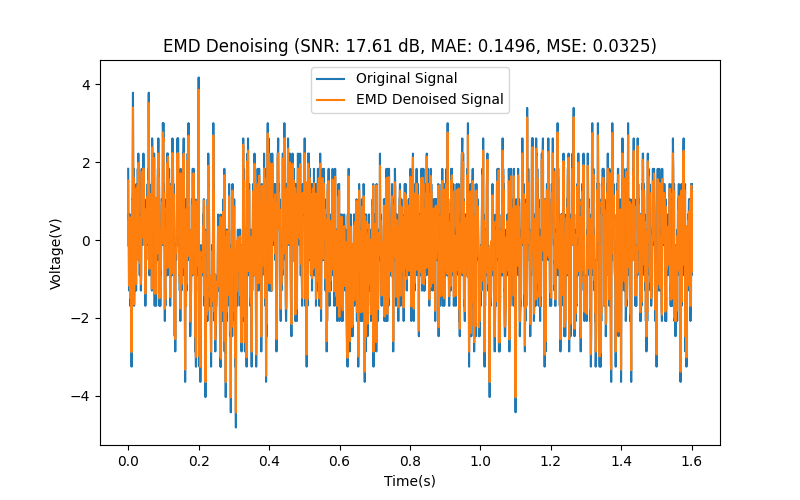 EMD Denoising (SNR: 17.61 dB, MAE: 0.1496, MSE: 0.0325)
Original Signal
EMD Denoised Signal
4
2
0
−2
−4
Voltage(V)
0.0 0.2 0.4 0.6 0.8 1.0 1.2 1.4 1.6
Time(s)